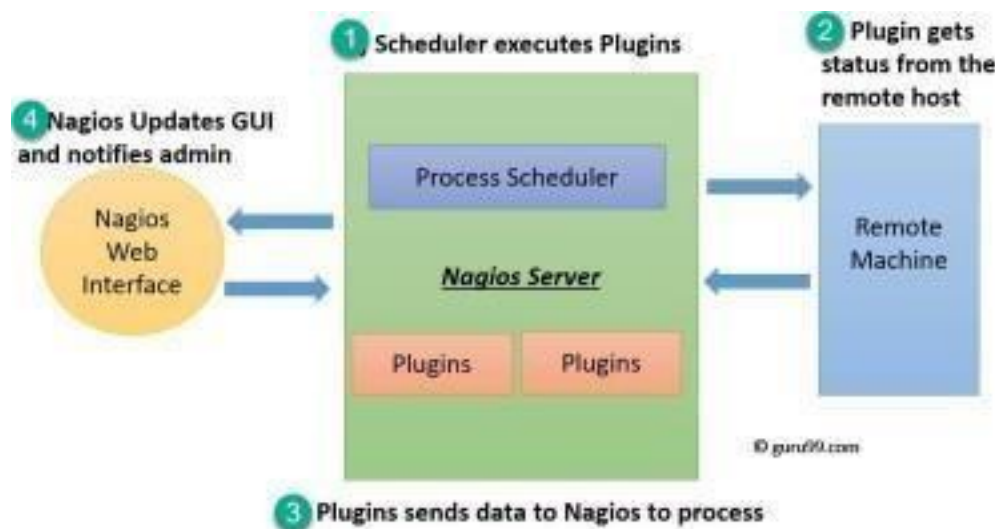 1 Scheduler executes Plugins
2 Plugin gets
status from the
remote host
4 Nagios Updates GUI
and notifies admin
Process Scheduler
Nagios
Web
Interface
Nagios Server
Remote
Machine
Plugins
Plugins
© guru99.com
3 Plugins sends data to Nagios to process